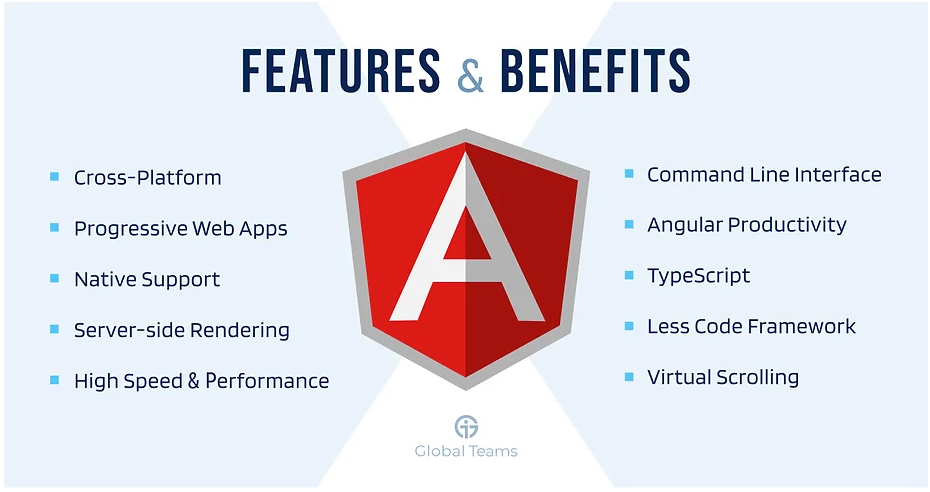 FEATURES & BENEFITS
Cross-Platform
Progressive Web Apps
Native Support
Server-side Rendering
High Speed & Performance
A
Command Line Interface
Angular Productivity
TypeScript
Less Code Framework
Virtual Scrolling
Global Teams